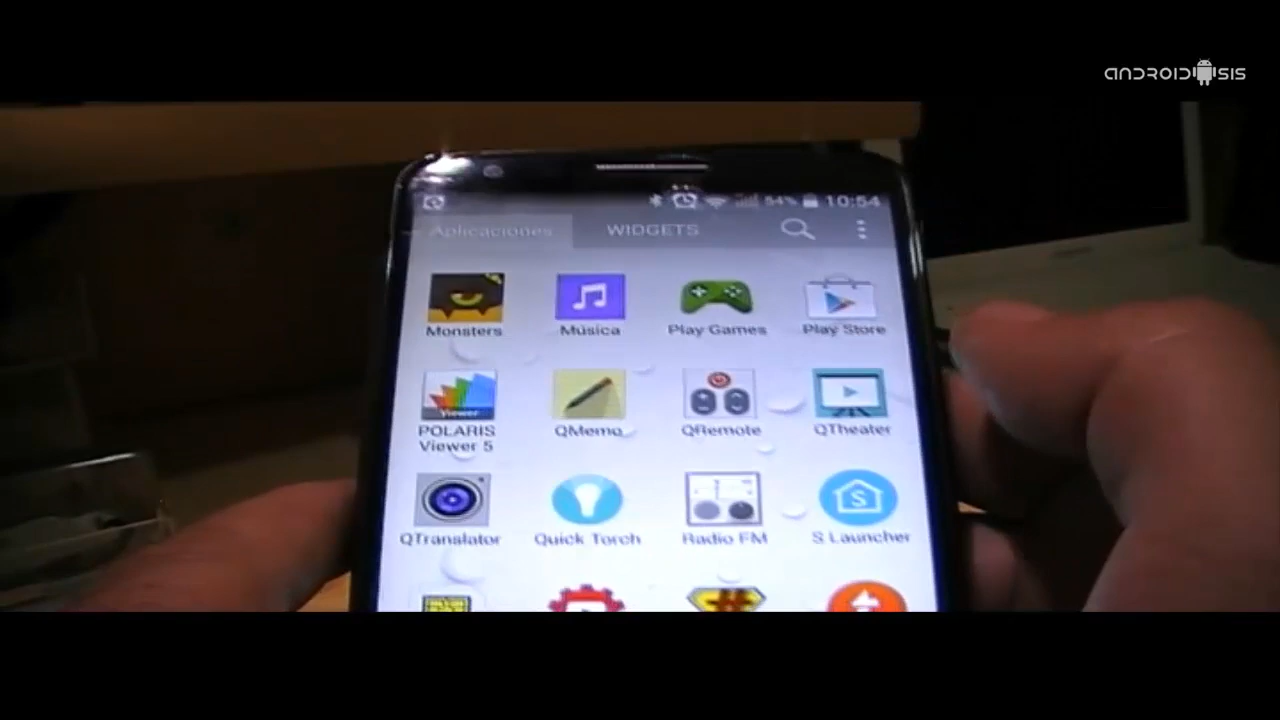 ANDROIDSIS
54% 10:54
Aplicaciones WIDGETS
Monsters Música Play Games Play Store
Viewer
POLARIS Viewer 5 QMemo QRemote QTheater
QTranslator Quick Torch Radio FM S Launcher
S
#